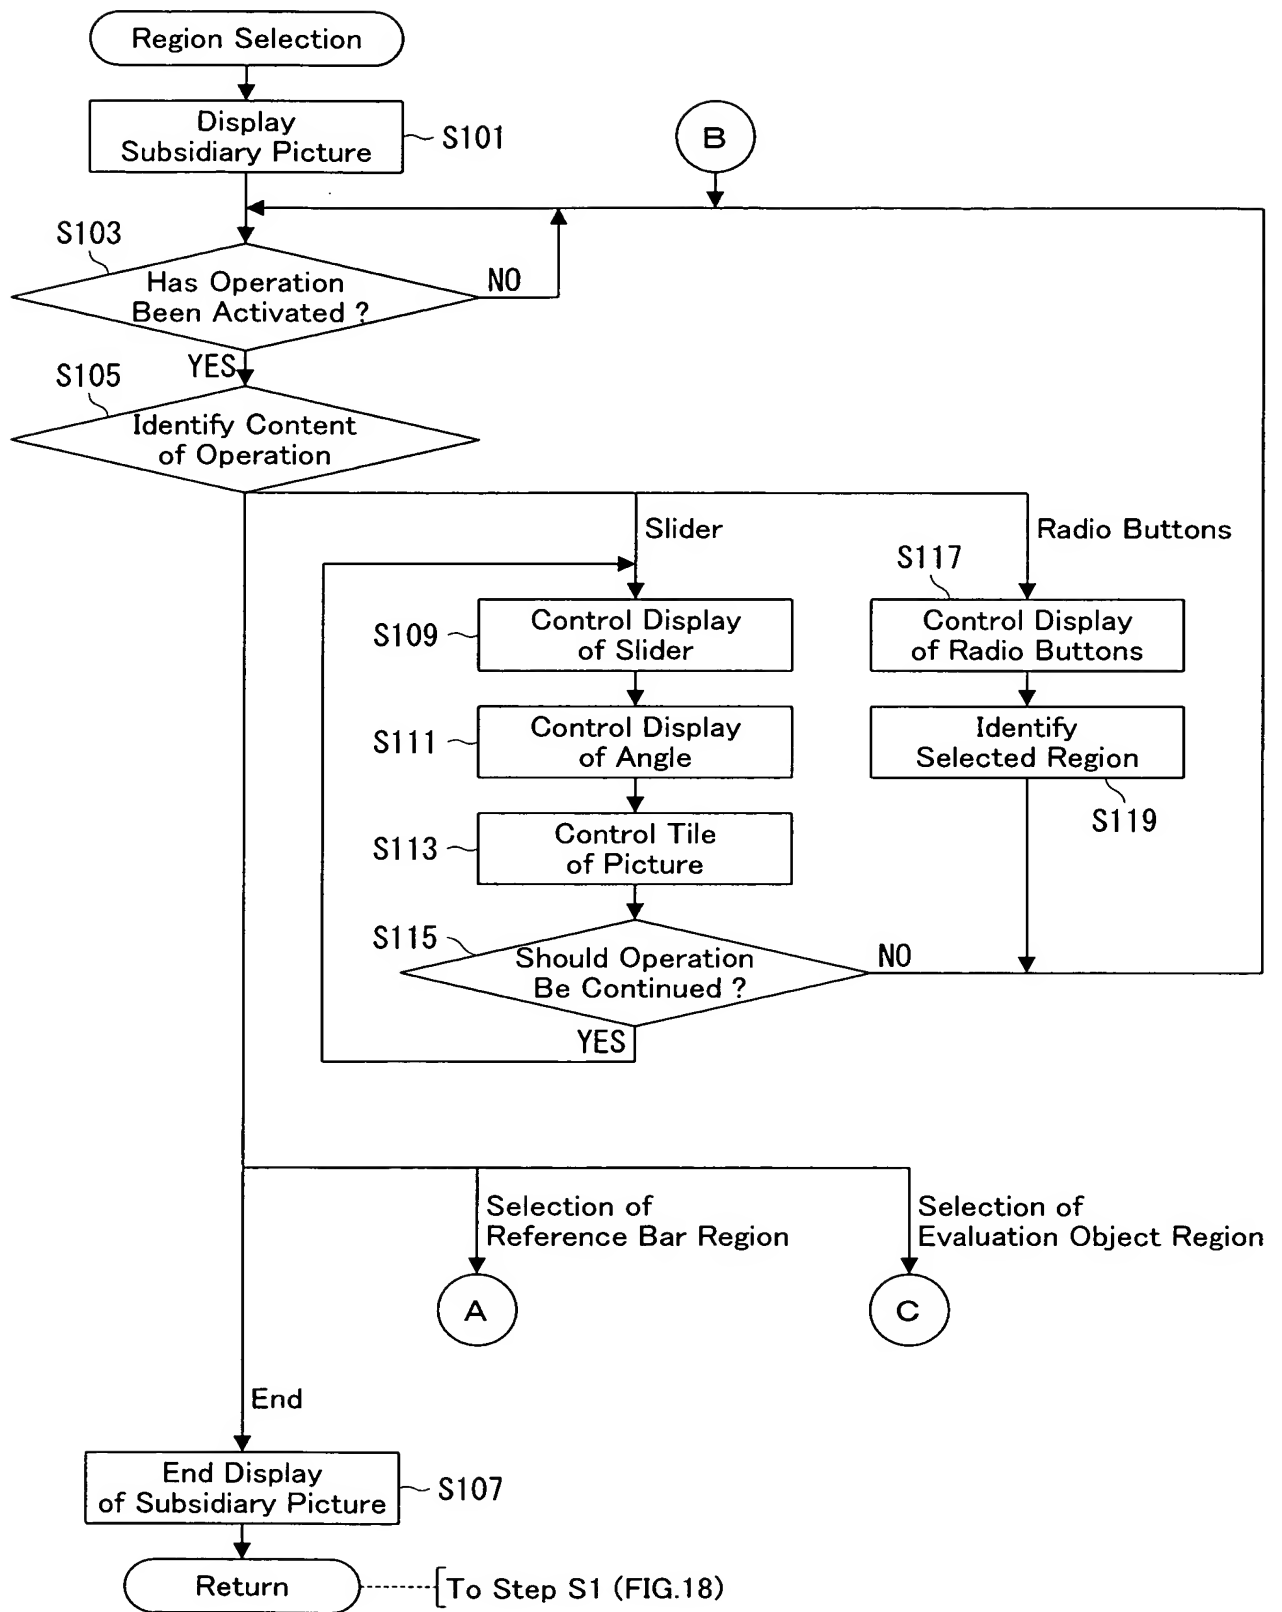 Region Selection
Display
Subsidiary Picture
S101
B
S103
Has Operation
Been Activated ?
NO
YES
S105
Identify Content
of Operation
Slider
Radio Buttons
S117
S109
Control Display
of Slider
Control Display
of Radio Buttons
S111
Control Display
of Angle
Identify
Selected Region
S119
S113
Control Tile
of Picture
S115
Should Operation
Be Continued ?
NO
YES
Selection of
Reference Bar Region
Selection of
Evaluation Object Region
A
C
End
End Display
of Subsidiary Picture
S107
Return
To Step S1 (FIG.18)